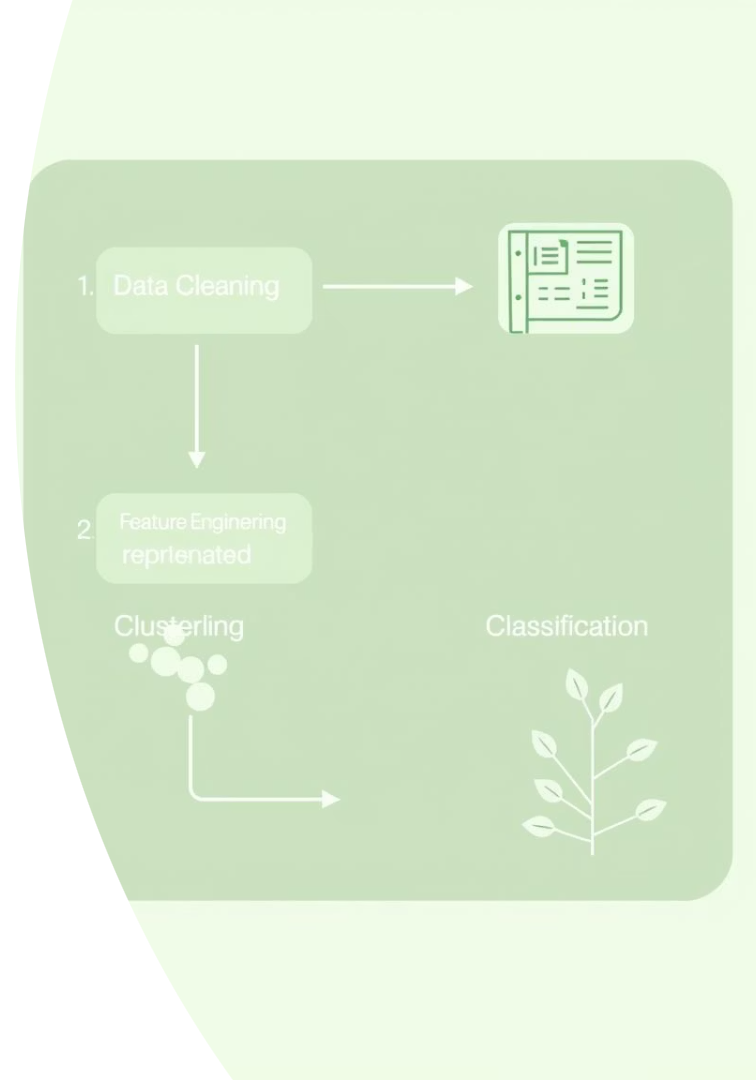 1. Data Cleaning
2. Feature Enginering
reprlenated
Clusterling
Classification